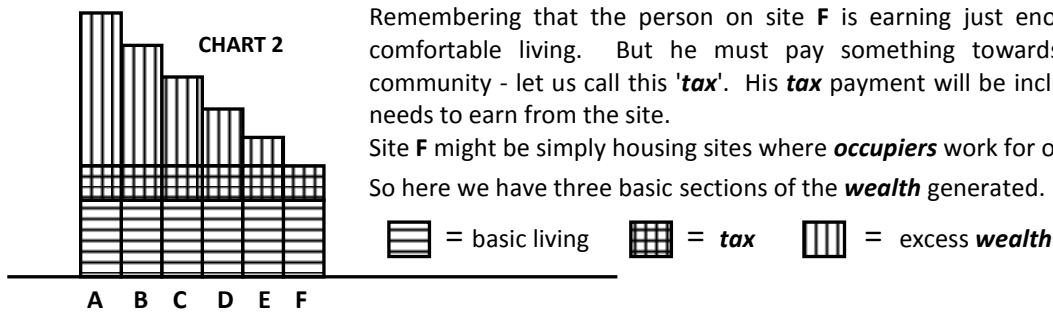 CHART 2
Remembering that the person on site F is earning just
comfortable living. But he must pay something towards
community - let us call this 'tax'. His tax payment will be
needs to earn from the site.
Site F might be simply housing sites where occupiers work for
So here we have three basic sections of the wealth generated.
= basic living = tax = excess wealth
A B C D E F